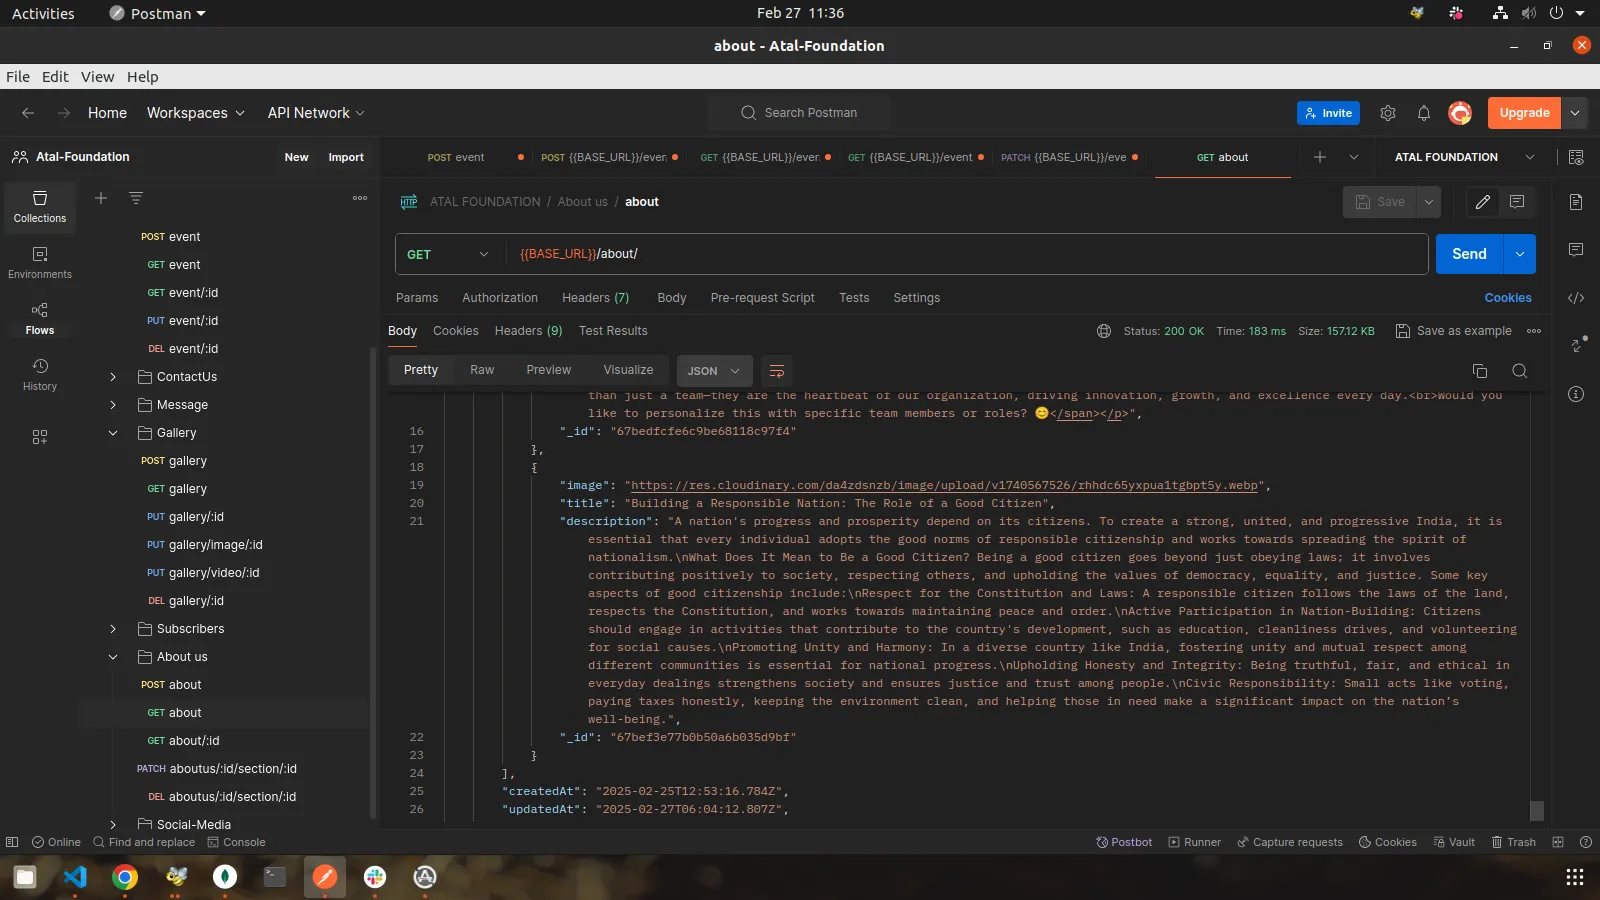 Activities
Postman
Feb 27 11:36
about - Atal-Foundation
File Edit View Help
Home Workspaces API Network
Search Postman
Invite
Upgrade
Atal-Foundation
New Import
POST event
POST {{BASE_URL}}/ever
GET {{BASE_URL}}/ever
GET {{BASE_URL}}/event
PATCH {{BASE_URL}}/eve
GET about
ATAL FOUNDATION
Collections
Environments
Flows
History
POST event
GET event
GET event/:id
PUT event/:id
DEL event/:id
ContactUs
Message
Gallery
POST gallery
GET gallery
PUT gallery/:id
PUT gallery/image/:id
PUT gallery/video/:id
DEL gallery/:id
Subscribers
About us
POST about
GET about
GET about/:id
PATCH aboutus/:id/section/:id
DEL aboutus/:id/section/:id
Social-Media
HTTP ATAL FOUNDATION / About us / about
Save
GET {{BASE_URL}}/about/
Send
Params Authorization Headers (7) Body Pre-request Script Tests Settings
Cookies
Body Cookies Headers (9) Test Results
Status: 200 OK Time: 183 ms Size: 157.12 KB Save as example
Pretty Raw Preview Visualize JSON
than just a team—they are the heartbeat of our organization, driving innovation, growth, and excellence every day.<br>Would you
like to personalize this with specific team members or roles? 😊</span></p>",
16 "_id": "67bedfcfe6c9be68118c97f4"
17 },
18 {
19 "image": "https://res.cloudinary.com/da4zdsnzb/image/upload/v1740567526/rhhdc65yxpua1tgbpt5y.webp",
20 "title": "Building a Responsible Nation: The Role of a Good Citizen",
21 "description": "A nation's progress and prosperity depend on its citizens. To create a strong, united, and progressive India, it is
essential that every individual adopts the good norms of responsible citizenship and works towards spreading the spirit of
nationalism.\nWhat Does It Mean to Be a Good Citizen? Being a good citizen goes beyond just obeying laws; it involves
contributing positively to society, respecting others, and upholding the values of democracy, equality, and justice. Some key
aspects of good citizenship include:\nRespect for the Constitution and Laws: A responsible citizen follows the laws of the land,
respects the Constitution, and works towards maintaining peace and order.\nActive Participation in Nation-Building: Citizens
should engage in activities that contribute to the country's development, such as education, cleanliness drives, and volunteering
for social causes.\nPromoting Unity and Harmony: In a diverse country like India, fostering unity and mutual respect among
different communities is essential for national progress.\nUpholding Honesty and Integrity: Being truthful, fair, and ethical in
everyday dealings strengthens society and ensures justice and trust among people.\nCivic Responsibility: Small acts like voting,
paying taxes honestly, keeping the environment clean, and helping those in need make a significant impact on the nation’s
well-being.",
22 "_id": "67bef3e77b0b50a6b035d9bf"
23 }
24 ],
25 "createdAt": "2025-02-25T12:53:16.784Z",
26 "updatedAt": "2025-02-27T06:04:12.807Z",
Online Find and replace Console
Postbot Runner Capture requests Cookies Vault Trash